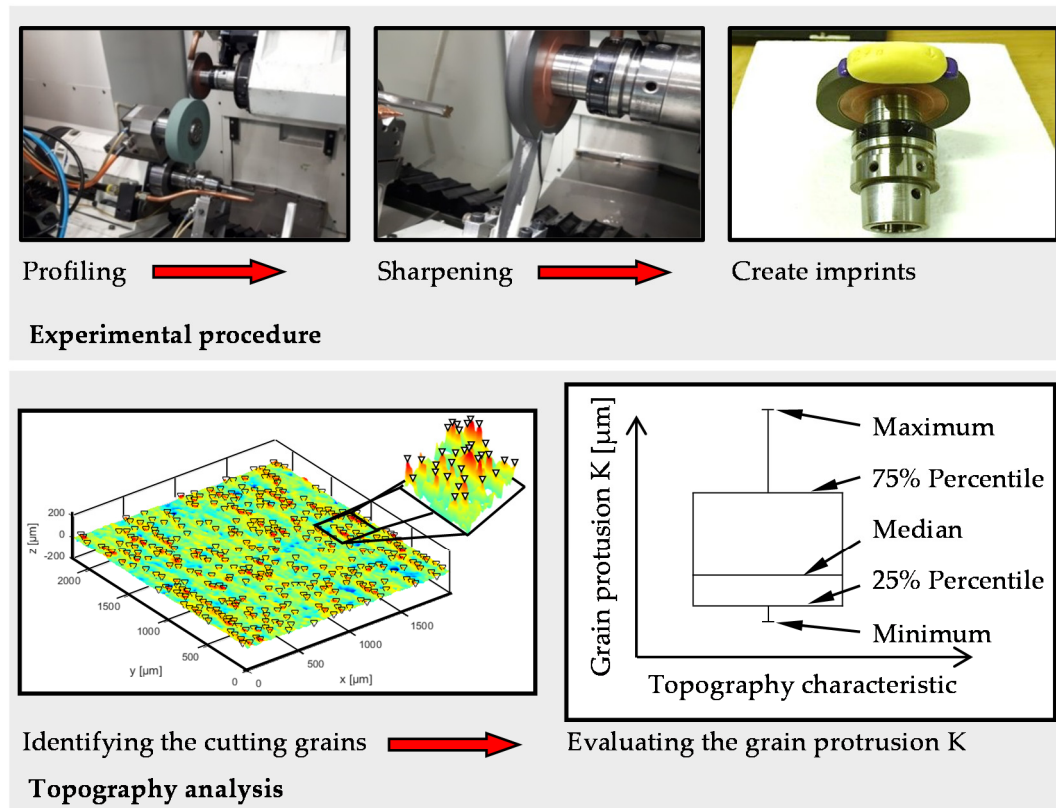 Profiling
Sharpening
Create imprints
Experimental procedure
z [µm]
200
0
-200
2000
1500
1000
500
0
y [µm]
0
500
1000
1500
x [µm]
Grain protusion K [µm]
Maximum
75% Percentile
Median
25% Percentile
Minimum
Topography characteristic
Identifying the cutting grains
Evaluating the grain protrusion K
Topography analysis